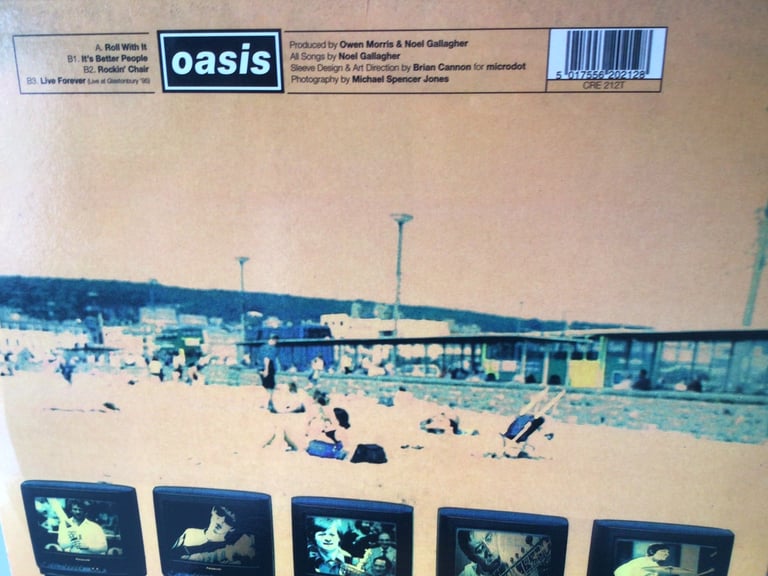 A. Roll With It
B1. It's Better People
B2. Rockin' Chair
B3. Live Forever (Live at Glastonbury '95)
oasis
Produced by Owen Morris & Noel Gallagher
All Songs by Noel Gallagher
Sleeve Design & Art Direction by Brian Cannon for microdot
Photography by Michael Spencer Jones
5 017556 202128
CRE 212T